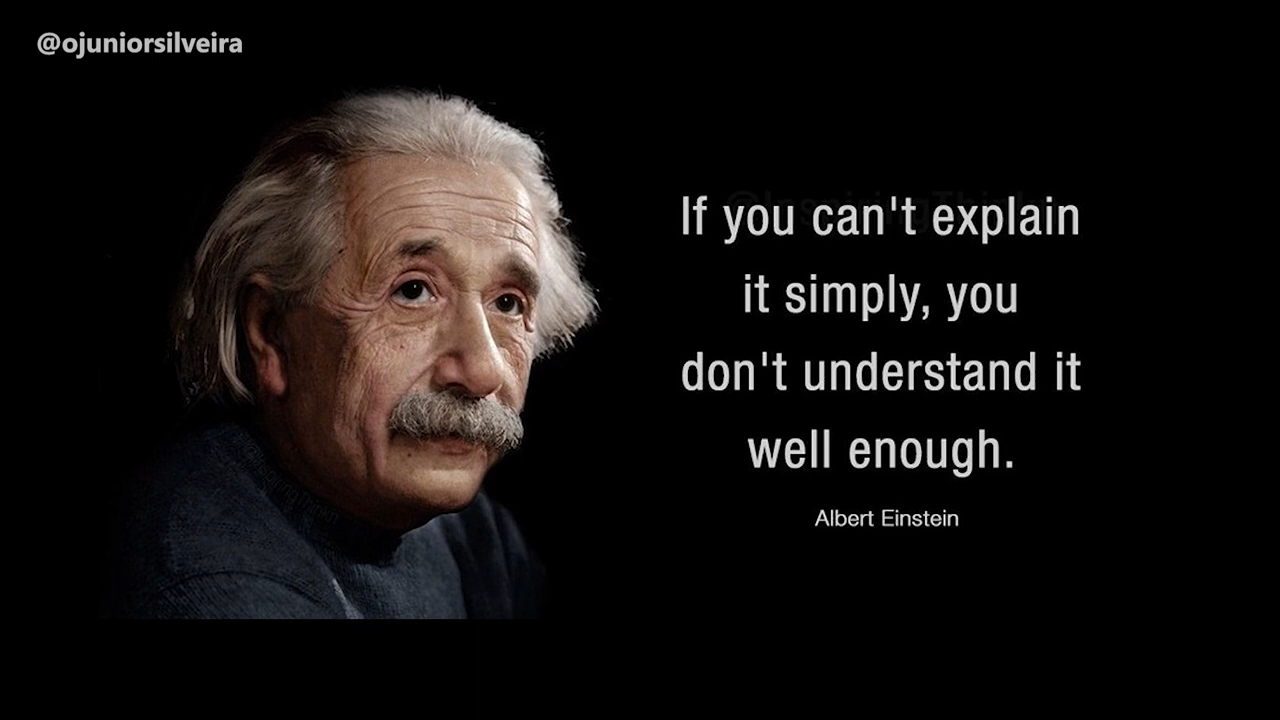 @ojuniorsilveira
If you can't explain
it simply, you
don't understand it
well enough.
Albert Einstein